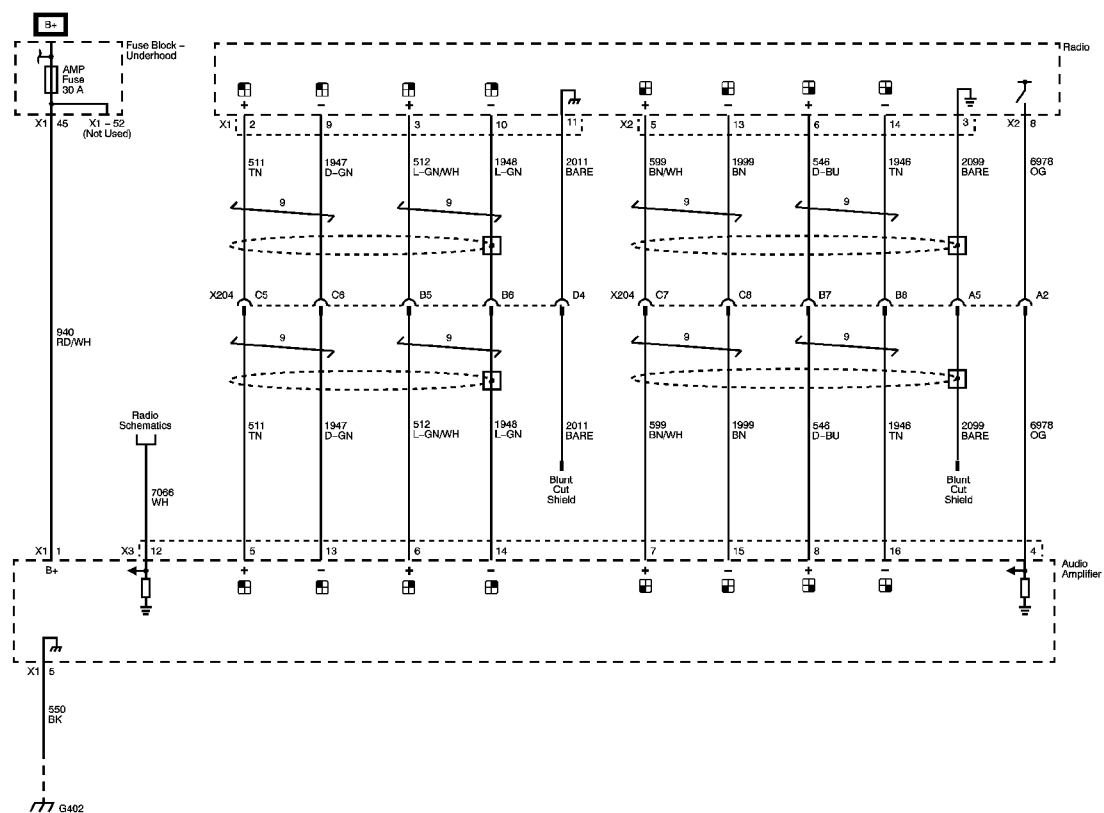 B+
Fuse Block –
Underhood
Radio
AMP
Fuse
30 A
+ – + – + – + –
X1 45 X1 – 52
(Not Used)
X1 2 9 3 10 11 X2 5 13 6 14 3 X2 8
511
TN
1947
D–GN
512
L–GN/WH
1948
L–GN
2011
BARE
599
BN/WH
1999
BN
546
D–BU
1946
TN
2099
BARE
6978
OG
9 9 9 9
X204 C5 C6 B5 B6 D4 X204 C7 C8 B7 B8 A5 A2
940
RD/WH
9 9 9 9
Radio
Schematics
511
TN
1947
D–GN
512
L–GN/WH
1948
L–GN
2011
BARE
599
BN/WH
1999
BN
546
D–BU
1946
TN
2099
BARE
6978
OG
Blunt
Cut
Shield
Blunt
Cut
Shield
7066
WH
X1 1 X3 12 5 13 6 14 7 15 8 16 4
B+ + – + – + – + –
Audio
Amplifier
X1 5
550
BK
G402